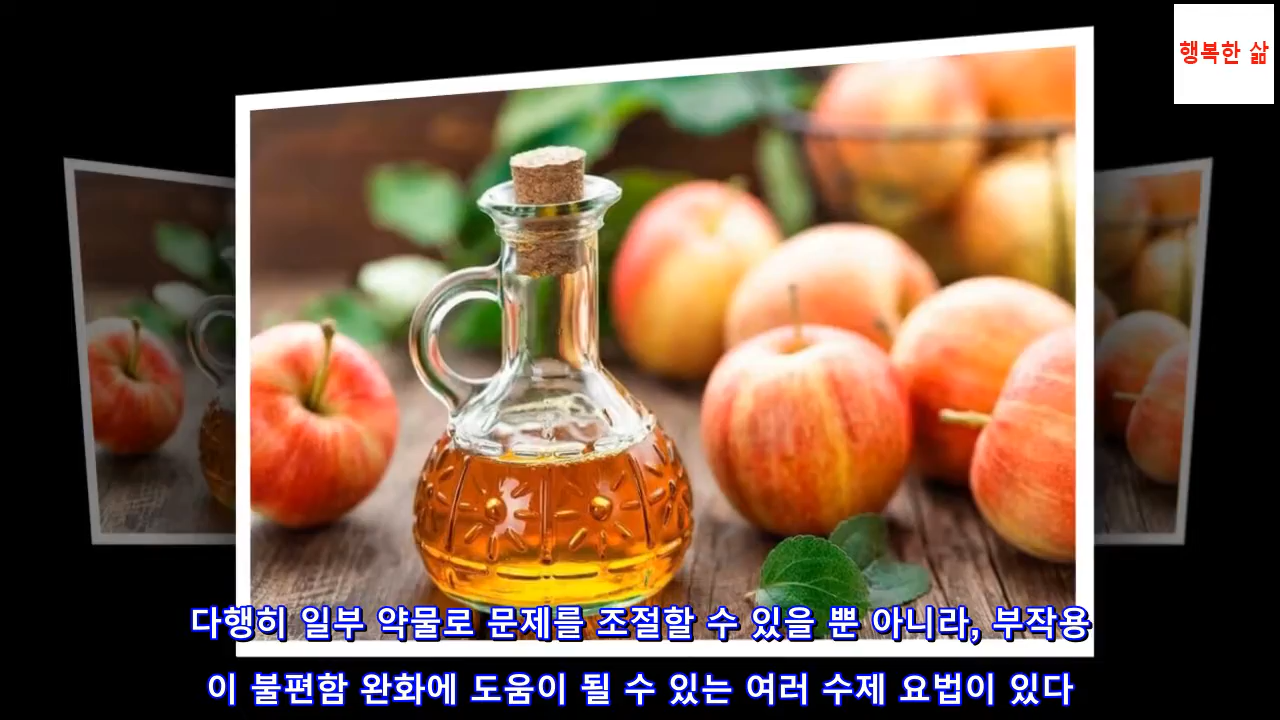 행복한 삶
다행히 일부 약물로 문제를 조절할 수 있을 뿐 아니라, 부작용
이 불편함 완화에 도움이 될 수 있는 여러 수제 요법이 있다